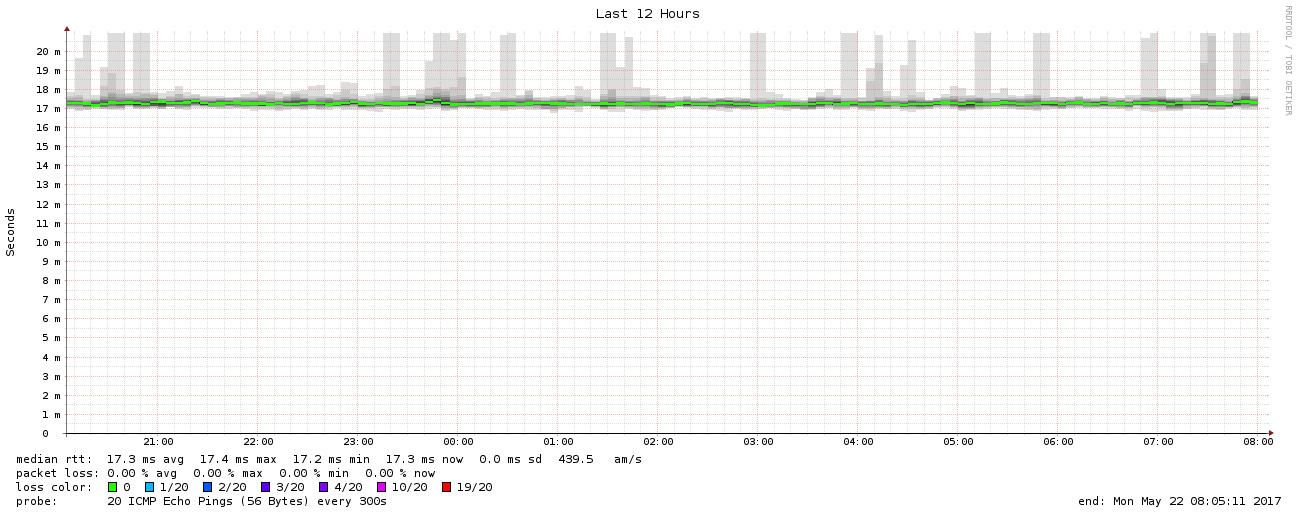 Last 12 Hours
RRDTOOL / TOBI OETIKER
Seconds
20 m
19 m
18 m
17 m
16 m
15 m
14 m
13 m
12 m
11 m
10 m
9 m
8 m
7 m
6 m
5 m
4 m
3 m
2 m
1 m
0
21:00 22:00 23:00 00:00 01:00 02:00 03:00 04:00 05:00 06:00 07:00 08:00
median rtt: 17.3 ms avg 17.4 ms max 17.2 ms min 17.3 ms now 0.0 ms sd 439.5 am/s
packet loss: 0.00 % avg 0.00 % max 0.00 % min 0.00 % now
loss color: 0 1/20 2/20 3/20 4/20 10/20 19/20
probe: 20 ICMP Echo Pings (56 Bytes) every 300s end: Mon May 22 08:05:11 2017